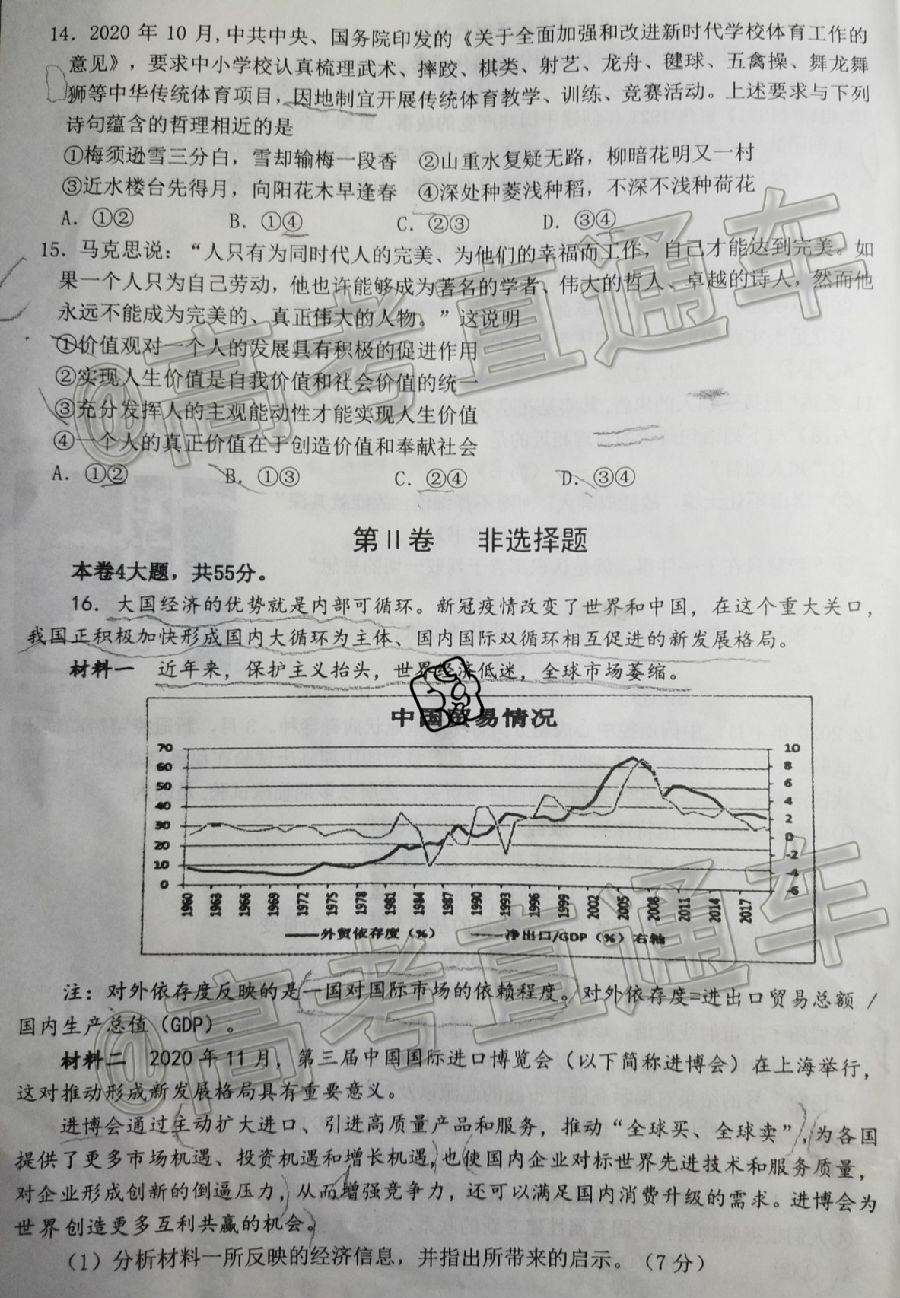 14. 2020 年 10 月,中共中央、国务院印发的《关于全面加强和改进新时代学校体育工作的
意见》，要求中小学校认真梳理武术、摔跤、棋类、射艺、龙舟、毽球、五禽操、舞龙舞
狮等中华传统体育项目，因地制宜开展传统体育教学、训练、竞赛活动。上述要求与下列
诗句蕴含的哲理相近的是
①梅须逊雪三分白，雪却输梅一段香 ②山重水复疑无路，柳暗花明又一村
③近水楼台先得月，向阳花木早逢春 ④深处种菱浅种稻，不深不浅种荷花
A. ①② B. ①④ C. ②③ D. ③④
15. 马克思说：“人只有为同时代人的完美、为他们的幸福而工作，自己才能达到完美。如
果一个人只为自己劳动，他也许能够成为著名的学者、伟大的哲人、卓越的诗人，然而他
永远不能成为完美的、真正伟大的人物。”这说明
①价值观对一个人的发展具有积极的促进作用
②实现人生价值是自我价值和社会价值的统一
③充分发挥人的主观能动性才能实现人生价值
④一个人的真正价值在于创造价值和奉献社会
A. ①② B. ①③ C. ②④ D. ③④
第Ⅱ卷 非选择题
本卷4大题，共55分。
16. 大国经济的优势就是内部可循环。新冠疫情改变了世界和中国，在这个重大关口，
我国正积极加快形成国内大循环为主体、国内国际双循环相互促进的新发展格局。
材料一 近年来，保护主义抬头，世界经济低迷，全球市场萎缩。
中国贸易情况
70 60 50 40 30 20 10 0
10 8 6 4 2 0 -2 -4 -6
1960 1963 1966 1969 1972 1975 1978 1981 1984 1987 1990 1993 1996 1999 2002 2005 2008 2011 2014 2017
外贸依存度（%） 净出口/GDP（%）右轴
注：对外依存度反映的是一国对国际市场的依赖程度。对外依存度=进出口贸易总额 /
国内生产总值（GDP）。
材料二 2020 年 11 月，第三届中国国际进口博览会（以下简称进博会）在上海举行，
这对推动形成新发展格局具有重要意义。
进博会通过主动扩大进口、引进高质量产品和服务，推动“全球买、全球卖”，为各国
提供了更多市场机遇、投资机遇和增长机遇，也使国内企业对标世界先进技术和服务质量，
对企业形成创新的倒逼压力，从而增强竞争力，还可以满足国内消费升级的需求。进博会为
世界创造更多互利共赢的机会。
（1）分析材料一所反映的经济信息，并指出所带来的启示。（7 分）
@高考直通车
@高考直通车